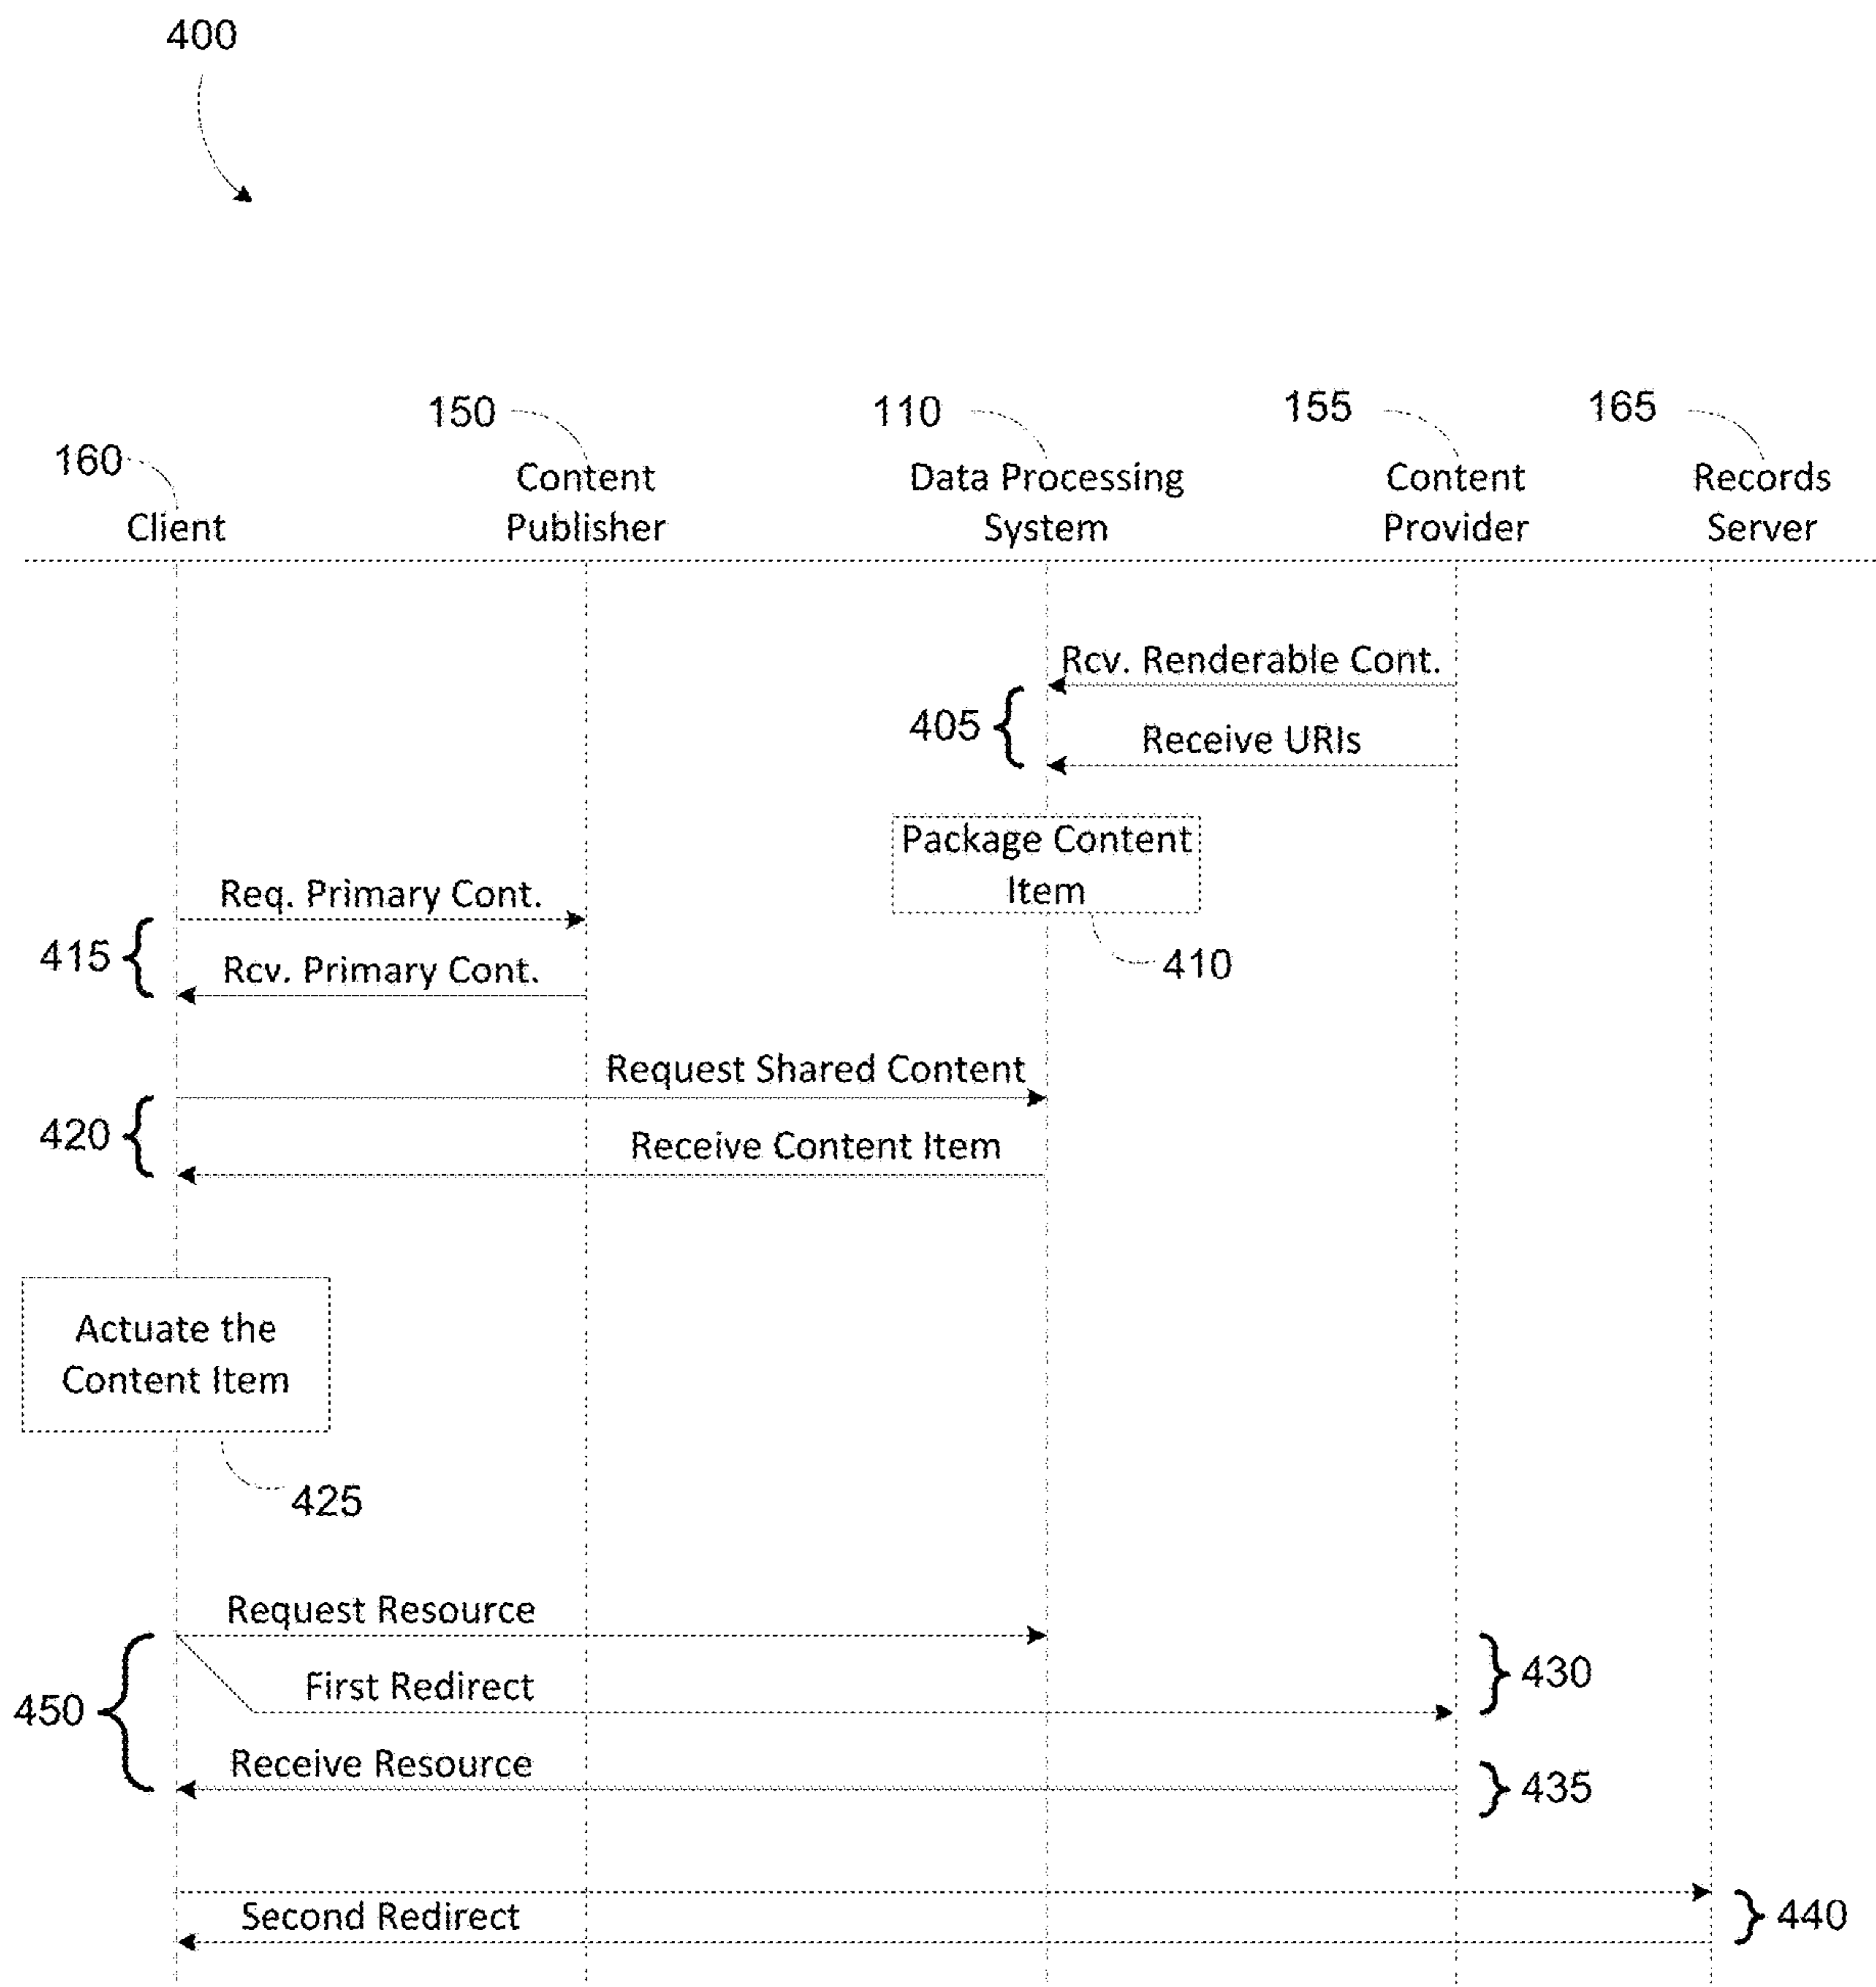 400
150
110
155
165
160
Content
Data Processing
Content
Records
Client
Publisher
System
Provider
Server
Rcv. Renderable Cont.
405
Receive URIs
Package Content
Item
410
Req. Primary Cont.
415
Rcv. Primary Cont.
Request Shared Content
420
Receive Content Item
Actuate the
Content Item
425
Request Resource
430
First Redirect
450
Receive Resource
435
Second Redirect
440